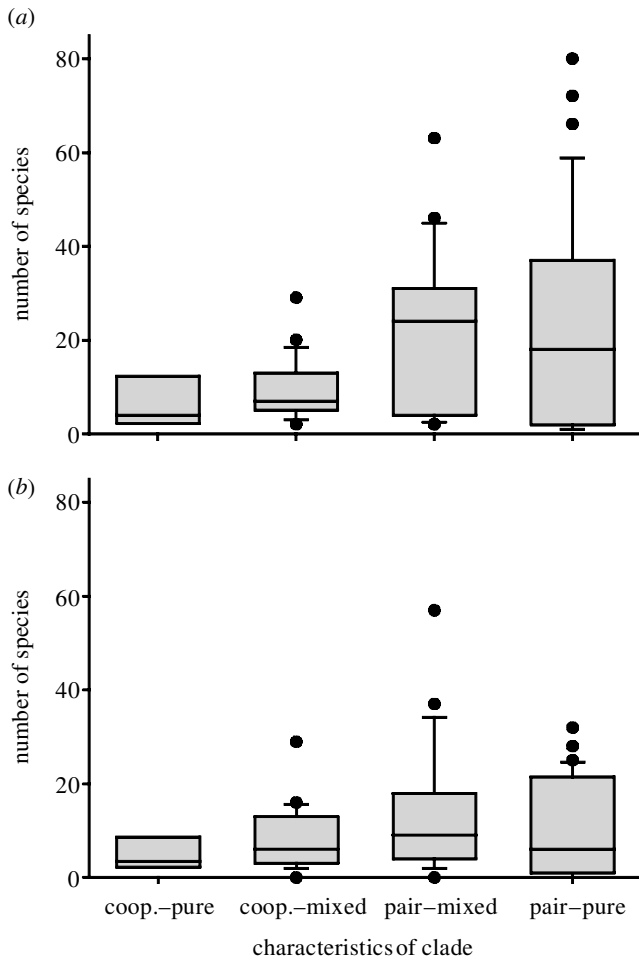 (a)
80
60
40
20
0
number of species
(b)
80
60
40
20
0
number of species
coop.–pure coop.–mixed pair–mixed pair–pure
characteristics of clade